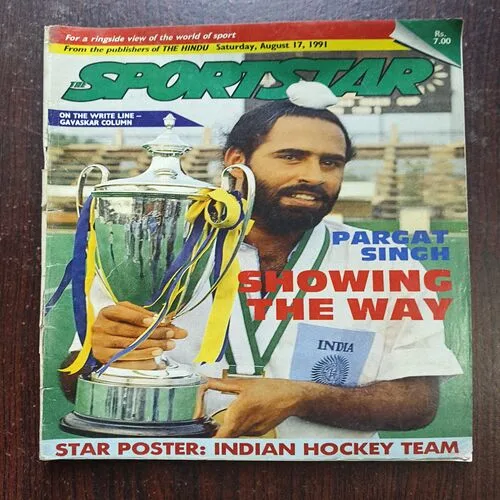 For a ringside view of the world of sport
Rs.
7.00
From the publishers of THE HINDU Saturday, August 17, 1991
THE SPORTSTAR
ON THE WRITE LINE –
GAVASKAR COLUMN
PARGAT
SINGH
SHOWING
THE WAY
INDIA
STAR POSTER: INDIAN HOCKEY TEAM